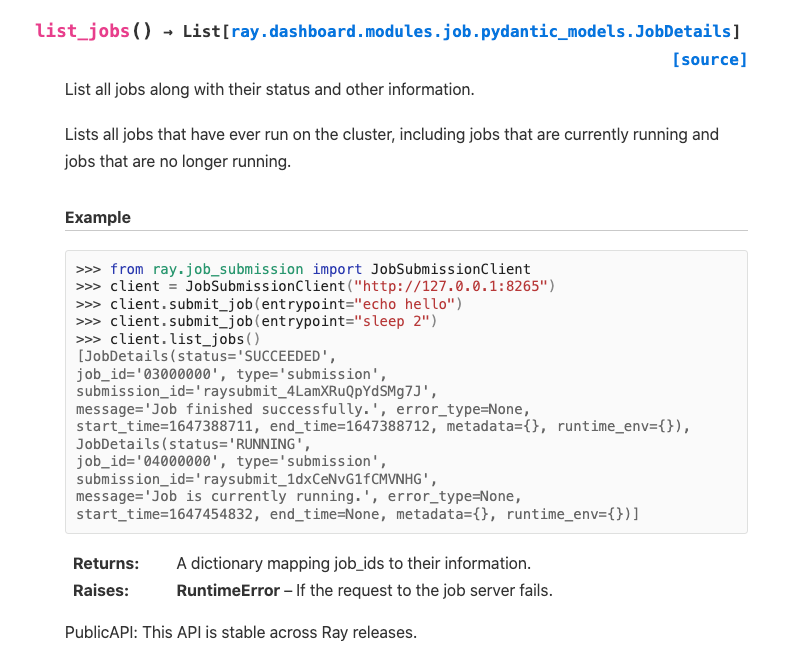 list_jobs() → List[ray.dashboard.modules.job.pydantic_models.JobDetails]
[source]
List all jobs along with their status and other information.
Lists all jobs that have ever run on the cluster, including jobs that are currently running and
jobs that are no longer running.
Example
>>> from ray.job_submission import JobSubmissionClient
>>> client = JobSubmissionClient("http://127.0.0.1:8265")
>>> client.submit_job(entrypoint="echo hello")
>>> client.submit_job(entrypoint="sleep 2")
>>> client.list_jobs()
[JobDetails(status='SUCCEEDED',
job_id='03000000', type='submission',
submission_id='raysubmit_4LamXRuQpYdSMg7J',
message='Job finished successfully.', error_type=None,
start_time=1647388711, end_time=1647388712, metadata={}, runtime_env={}),
JobDetails(status='RUNNING',
job_id='04000000', type='submission',
submission_id='raysubmit_1dxCeNvG1fCMVNHG',
message='Job is currently running.', error_type=None,
start_time=1647454832, end_time=None, metadata={}, runtime_env={})]
Returns: A dictionary mapping job_ids to their information.
Raises: RuntimeError – If the request to the job server fails.
PublicAPI: This API is stable across Ray releases.